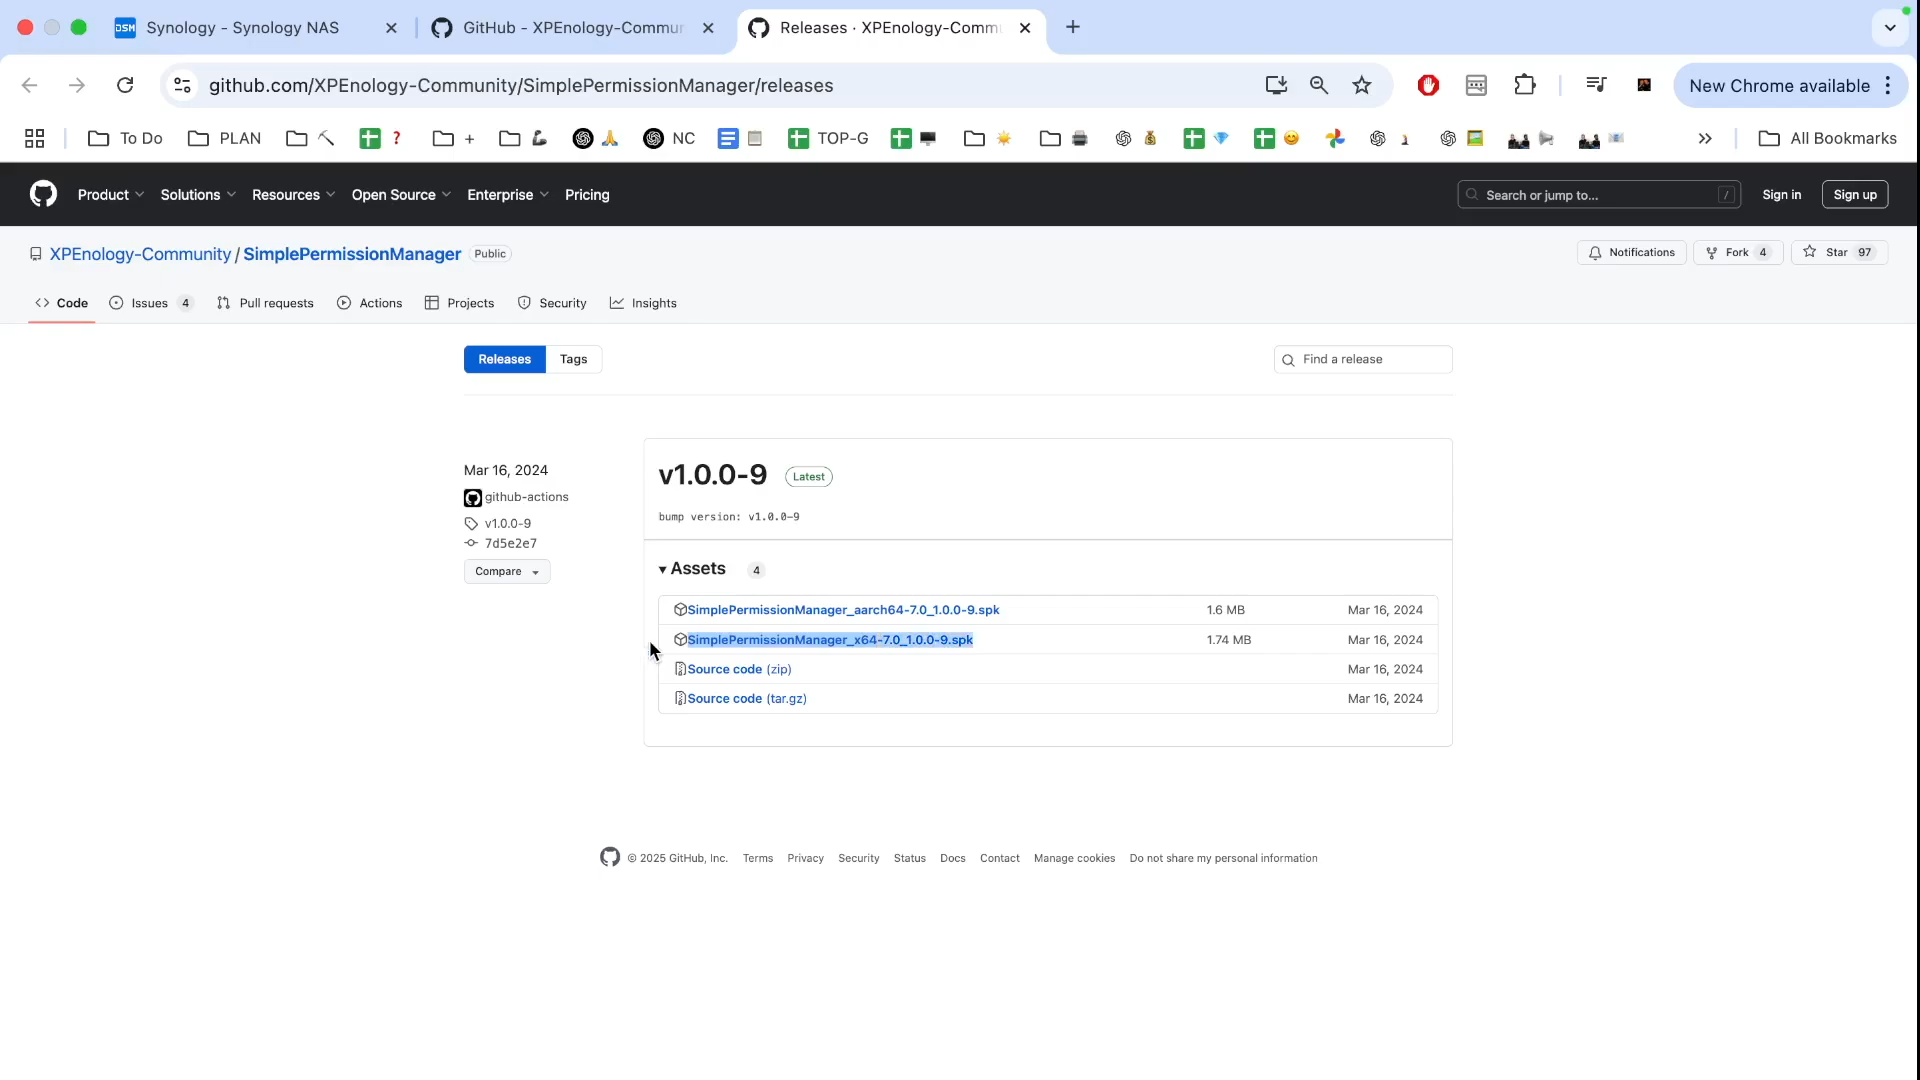 DSM Synology - Synology NAS
GitHub - XPEnology-Commun
Releases · XPEnology-Comm
github.com/XPEnology-Community/SimplePermissionManager/releases
New Chrome available
To Do
PLAN
?
+
NC
TOP-G
All Bookmarks
Product
Solutions
Resources
Open Source
Enterprise
Pricing
Search or jump to... /
Sign in
Sign up
XPEnology-Community / SimplePermissionManager Public
Notifications
Fork 4
Star 97
Code
Issues 4
Pull requests
Actions
Projects
Security
Insights
Releases
Tags
Find a release
Mar 16, 2024
github-actions
v1.0.0-9
7d5e2e7
Compare
v1.0.0-9 Latest
bump version: v1.0.0-9
Assets 4
SimplePermissionManager_aarch64-7.0_1.0.0-9.spk 1.6 MB Mar 16, 2024
SimplePermissionManager_x64-7.0_1.0.0-9.spk 1.74 MB Mar 16, 2024
Source code (zip) Mar 16, 2024
Source code (tar.gz) Mar 16, 2024
© 2025 GitHub, Inc. Terms Privacy Security Status Docs Contact Manage cookies Do not share my personal information